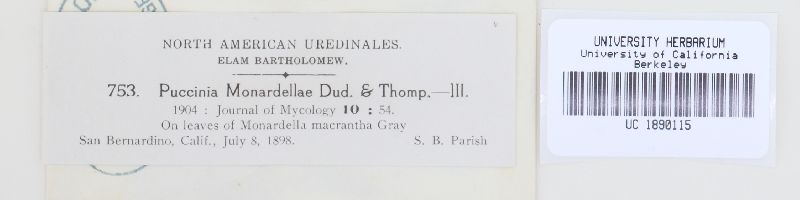 NORTH AMERICAN UREDINALES.
ELAM BARTHOLOMEW.
753. Puccinia Monardellae Dud. & Thomp.—III.
1904 : Journal of Mycology 10 : 54.
On leaves of Monardella macrantha Gray
San Bernardino, Calif., July 8, 1898. S. B. Parish
UNIVERSITY HERBARIUM
University of California
Berkeley
UC 1890115